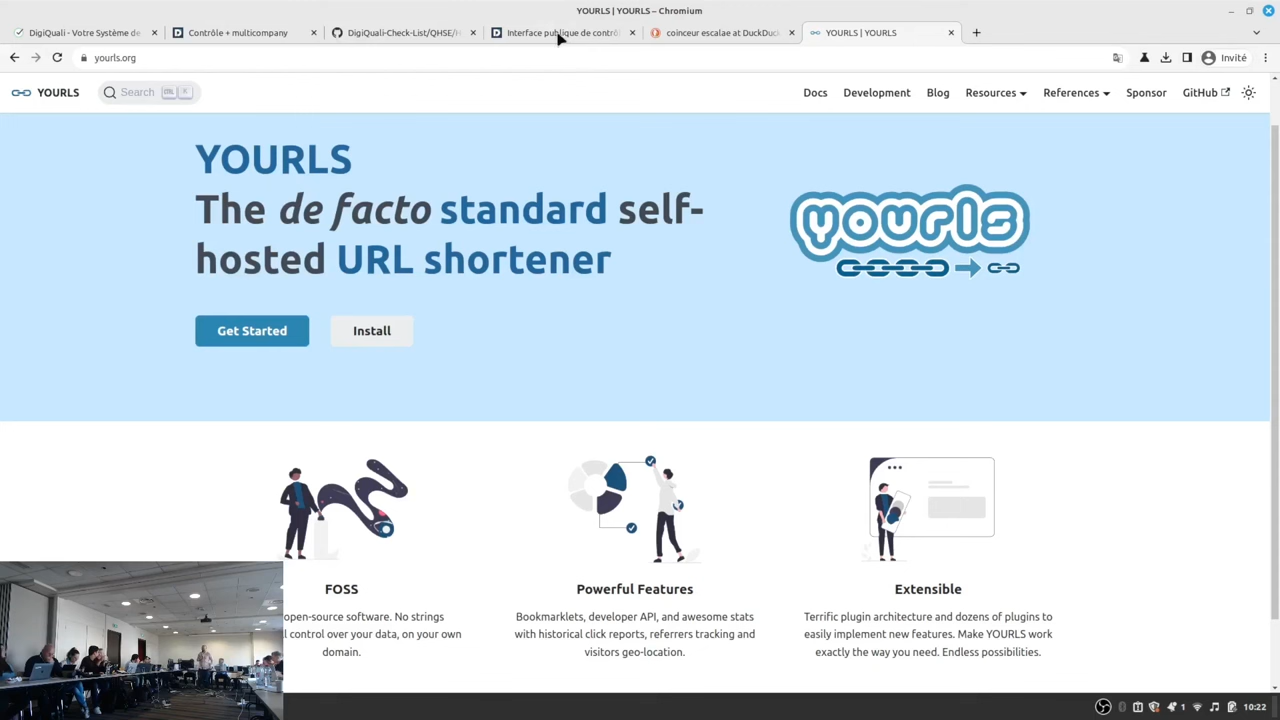 YOURLS | YOURLS – Chromium
DigiQuali - Votre Système de
Contrôle + multicompany
DigiQuali-Check-List/QHSE/H
Interface publique de contrôl
coinceur escalae at DuckDuck
YOURLS | YOURLS
yourls.org
Invité
YOURLS
Search
Docs
Development
Blog
Resources
References
Sponsor
GitHub
YOURLS
The de facto standard self-
hosted URL shortener
yourls
Get Started
Install
FOSS
open-source software. No strings
control over your data, on your own
domain.
Powerful Features
Bookmarklets, developer API, and awesome stats
with historical click reports, referrers tracking and
visitors geo-location.
Extensible
Terrific plugin architecture and dozens of plugins to
easily implement new features. Make YOURLS work
exactly the way you need. Endless possibilities.
1
10:22